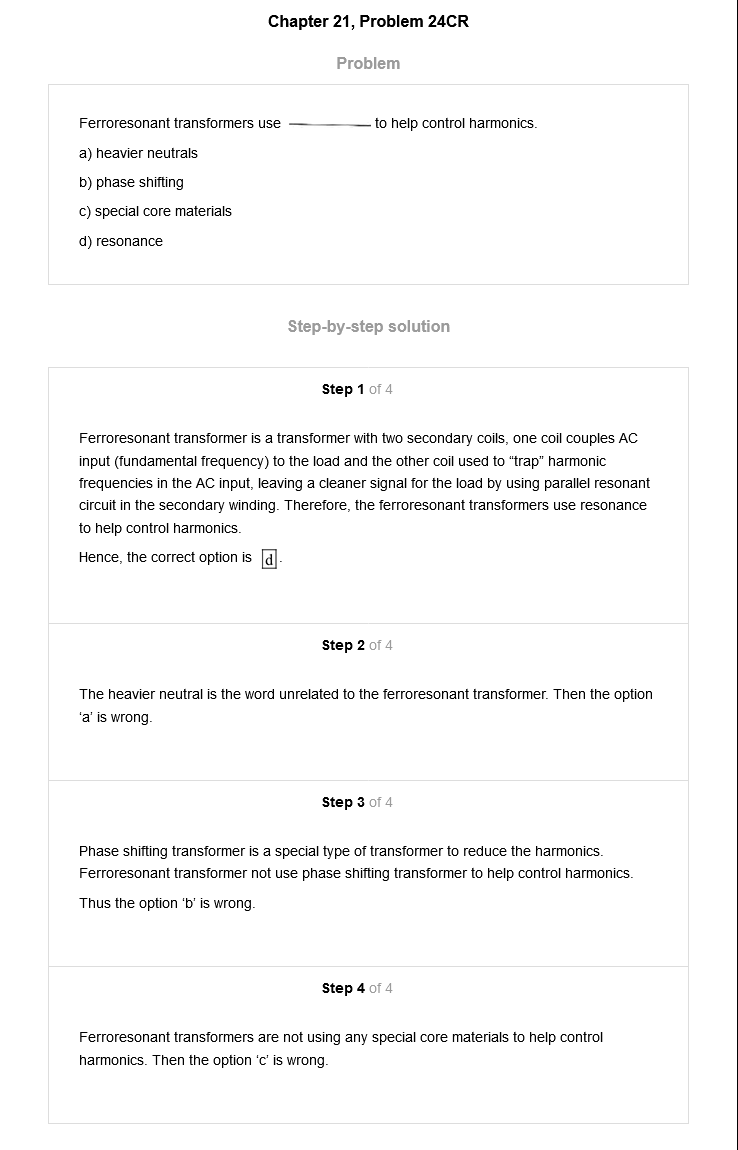 Chapter 21, Problem 24CR
Problem
Ferroresonant transformers use ________ to help control harmonics.
a) heavier neutrals
b) phase shifting
c) special core materials
d) resonance
Step-by-step solution
Step 1 of 4
Ferroresonant transformer is a transformer with two secondary coils, one coil couples AC
input (fundamental frequency) to the load and the other coil used to “trap” harmonic
frequencies in the AC input, leaving a cleaner signal for the load by using parallel resonant
circuit in the secondary winding. Therefore, the ferroresonant transformers use resonance
to help control harmonics.
Hence, the correct option is d.
Step 2 of 4
The heavier neutral is the word unrelated to the ferroresonant transformer. Then the option
‘a’ is wrong.
Step 3 of 4
Phase shifting transformer is a special type of transformer to reduce the harmonics.
Ferroresonant transformer not use phase shifting transformer to help control harmonics.
Thus the option ‘b’ is wrong.
Step 4 of 4
Ferroresonant transformers are not using any special core materials to help control
harmonics. Then the option ‘c’ is wrong.